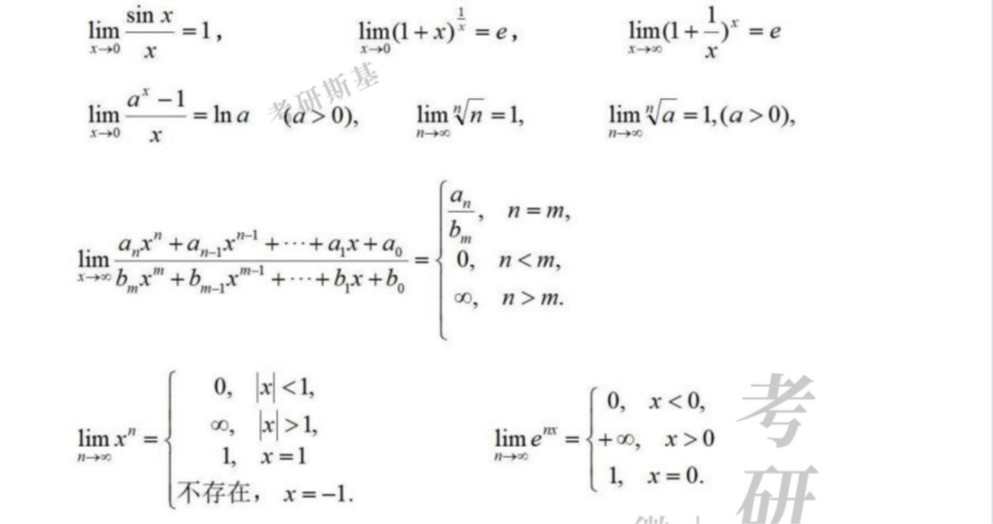 lim_{x→0} sin x / x = 1, lim_{x→0} (1 + x)^{1/x} = e, lim_{x→∞} (1 + 1/x)^x = e
考研斯基
lim_{x→0} (a^x − 1) / x = ln a (a > 0), lim_{n→∞} ⁿ√n = 1, lim_{n→∞} ⁿ√a = 1, (a > 0),
lim_{x→∞} (a_n x^n + a_{n−1} x^{n−1} + ⋯ + a_1 x + a_0) / (b_m x^m + b_{m−1} x^{m−1} + ⋯ + b_1 x + b_0) = {
a_n / b_m, n = m,
0, n < m,
∞, n > m.
lim_{n→∞} x^n = {
0, |x| < 1,
∞, |x| > 1,
1, x = 1
不存在, x = −1.
lim_{n→∞} e^{nx} = {
0, x < 0,
+∞, x > 0
1, x = 0.
考
研